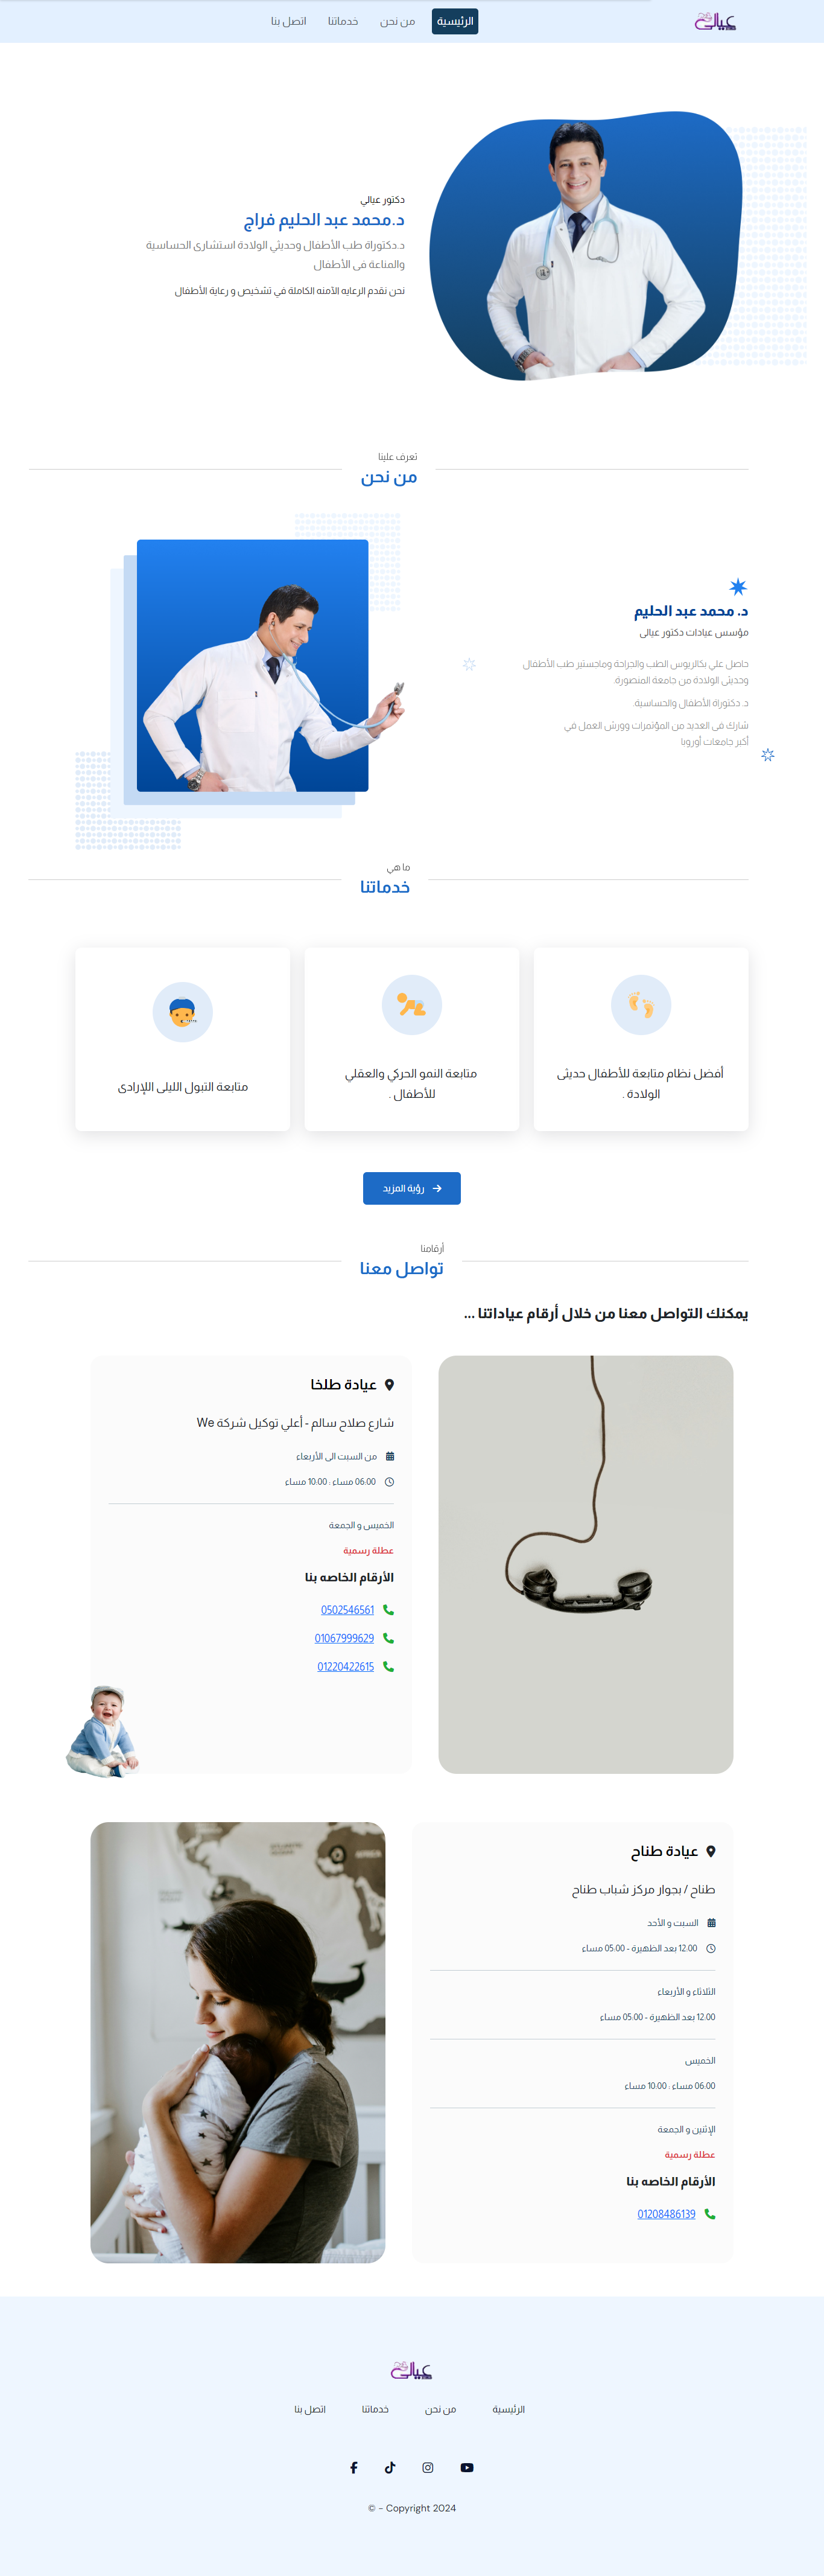 عيالي
الرئيسية
من نحن
خدماتنا
اتصل بنا
دكتور عيالي
د.محمد عبد الحليم فراج
د.دكتوراة طب الأطفال وحديثي الولادة استشارى الحساسية
والمناعة فى الأطفال
نحن نقدم الرعايه الآمنه الكاملة في تشخيص و رعاية الأطفال
تعرف علينا
من نحن
د. محمد عبد الحليم
مؤسس عيادات دكتور عيالى
حاصل علي بكالريوس الطب والجراحة وماجستير طب الأطفال
وحديثى الولادة من جامعة المنصورة.
د. دكتوراة الأطفال والحساسية.
شارك فى العديد من المؤتمرات وورش العمل في
أكبر جامعات أوروبا
ما هي
خدماتنا
أفضل نظام متابعة للأطفال حديثى
الولادة .
متابعة النمو الحركي والعقلي
للأطفال .
متابعة التبول الليلى اللإرادى
رؤية المزيد
أرقامنا
تواصل معنا
يمكنك التواصل معنا من خلال أرقام عياداتنا ...
عيادة طلخا
شارع صلاح سالم - أعلي توكيل شركة We
من السبت الى الأربعاء
06:00 مساء : 10:00 مساء
الخميس و الجمعة
عطلة رسمية
الأرقام الخاصه بنا
0502546561
01067999629
01220422615
عيادة طناح
طناح / بجوار مركز شباب طناح
السبت و الأحد
12:00 بعد الظهيرة - 05:00 مساء
الثلاثاء و الأربعاء
12:00 بعد الظهيرة - 05:00 مساء
الخميس
06:00 مساء : 10:00 مساء
الإثنين و الجمعة
عطلة رسمية
الأرقام الخاصه بنا
01208486139
عيالي
الرئيسية
من نحن
خدماتنا
اتصل بنا
© - Copyright 2024